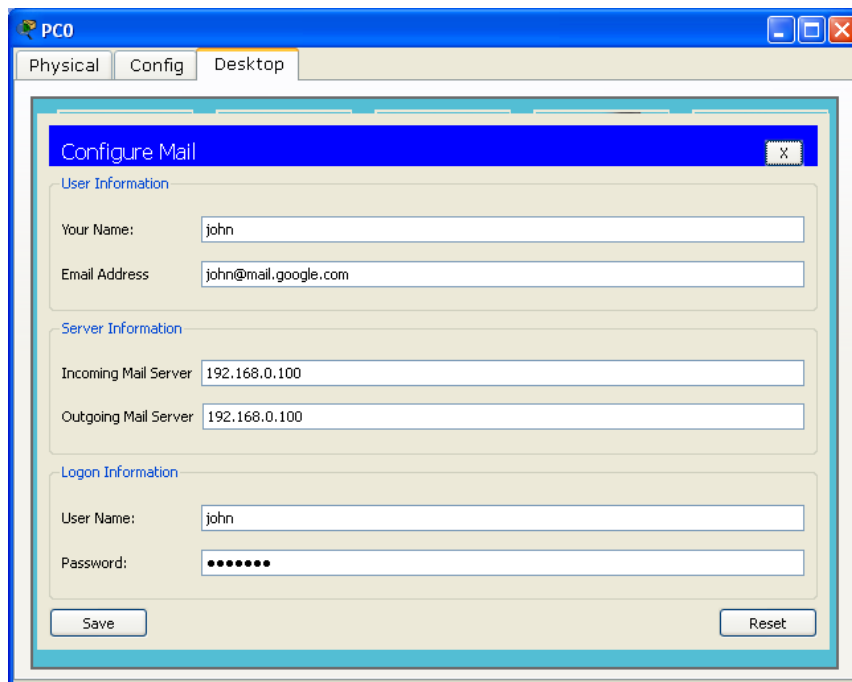 PC0
Physical Config Desktop
Configure Mail X
User Information
Your Name: john
Email Address john@mail.google.com
Server Information
Incoming Mail Server 192.168.0.100
Outgoing Mail Server 192.168.0.100
Logon Information
User Name: john
Password: •••••••
Save Reset